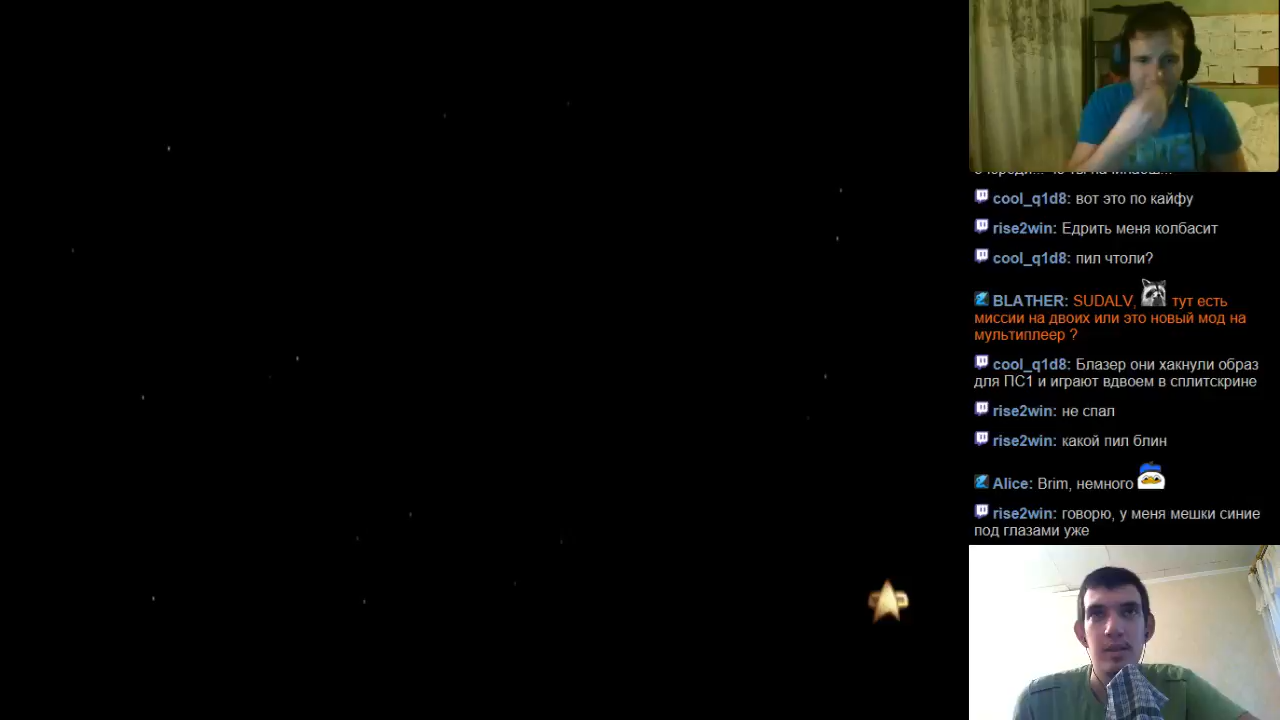 cool_q1d8: вот это по кайфу
rise2win: Едрить меня колбасит
cool_q1d8: пил чтоли?
BLATHER: SUDALV, тут есть
миссии на двоих или это новый мод на
мультиплеер ?
cool_q1d8: Блазер они хакнули образ
для ПС1 и играют вдвоем в сплитскрине
rise2win: не спал
rise2win: какой пил блин
Alice: Brim, немного
rise2win: говорю, у меня мешки синие
под глазами уже